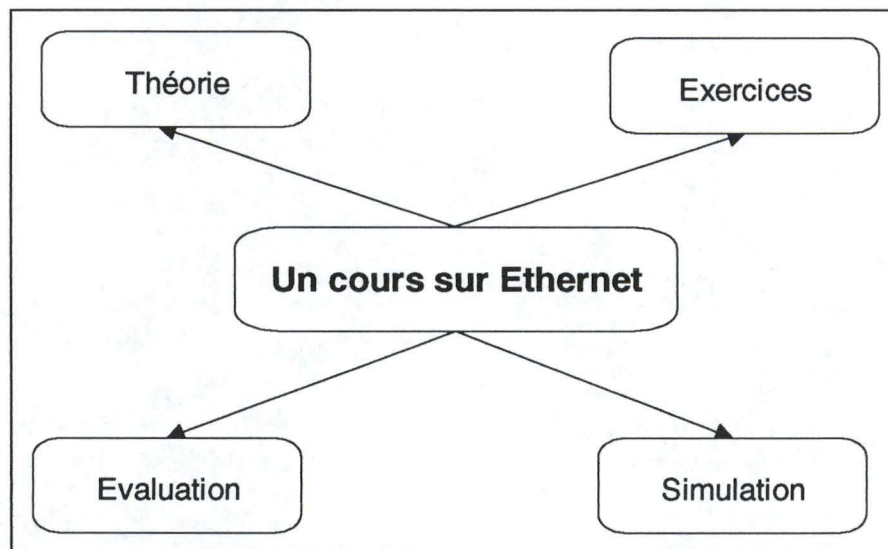 Théorie
Exercices
Un cours sur Ethernet
Evaluation
Simulation